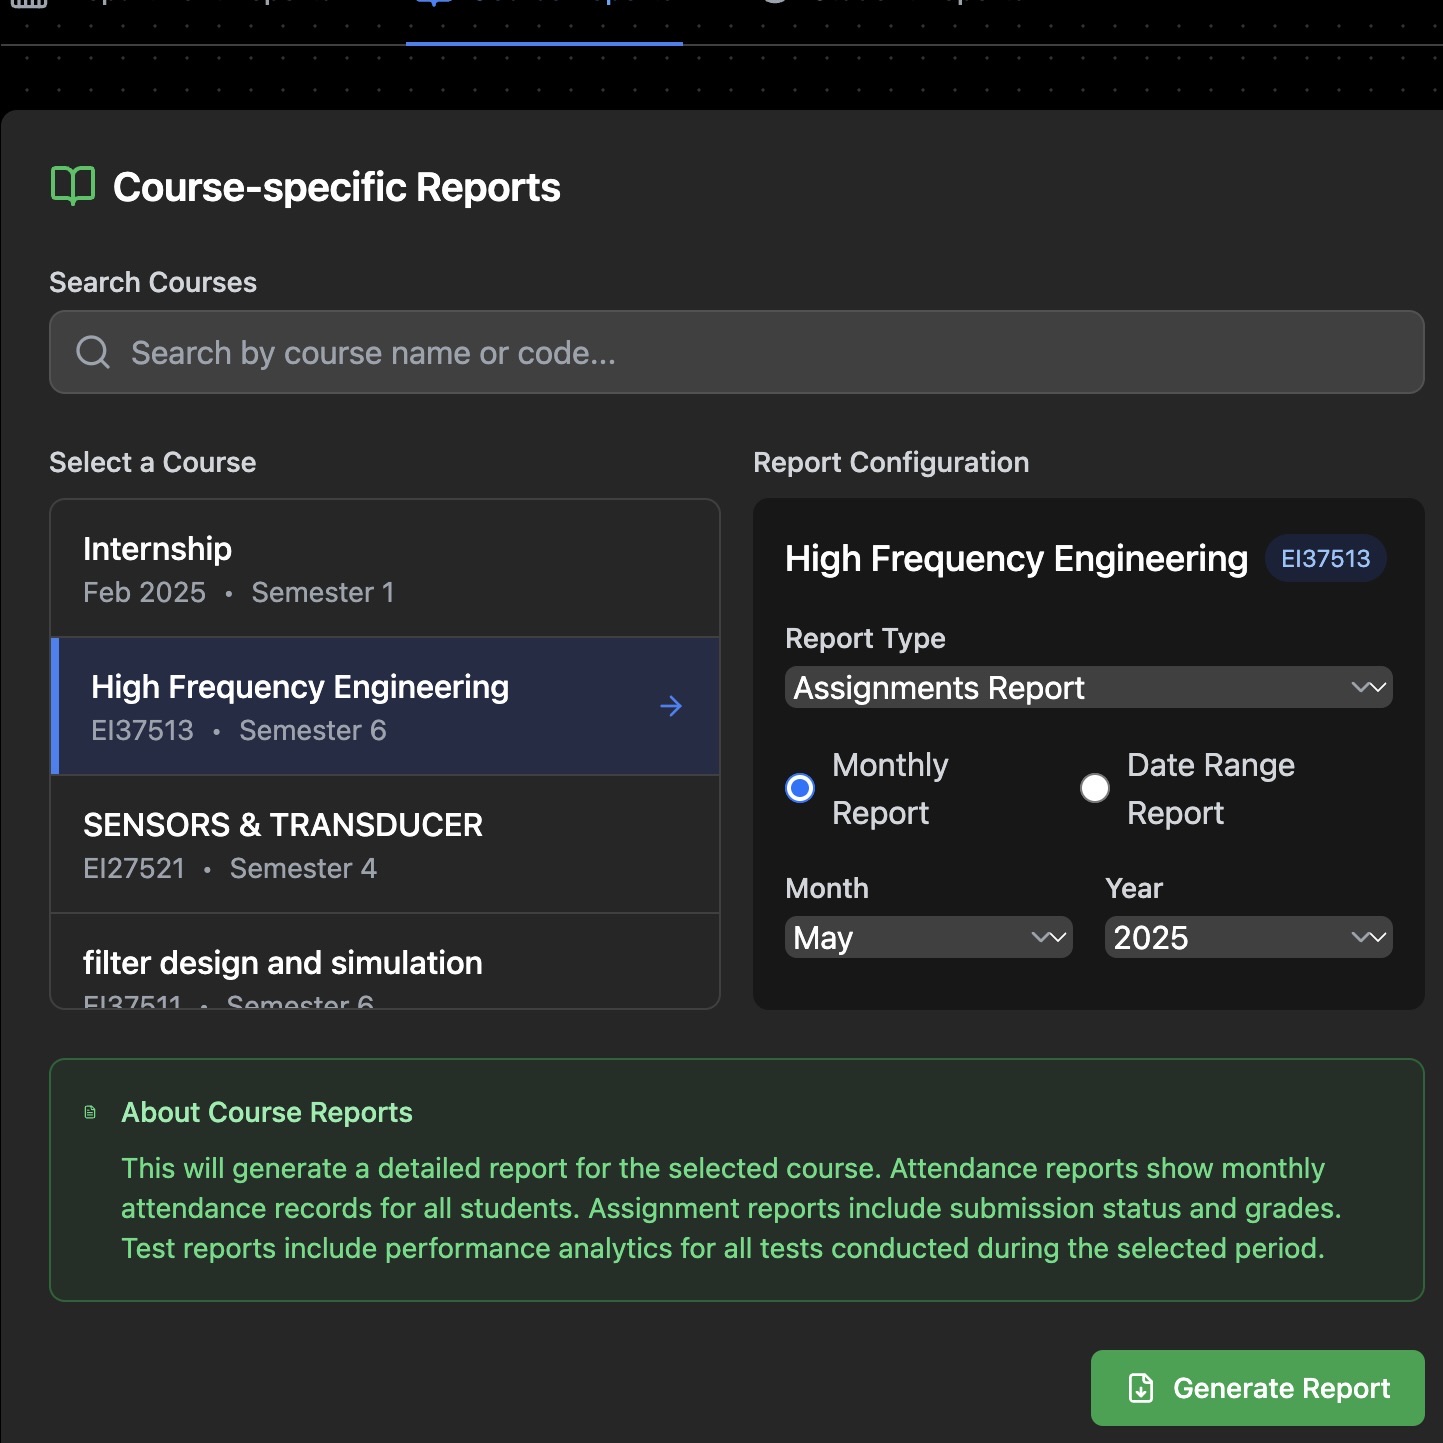 Course-specific Reports
Search Courses
Search by course name or code...
Select a Course
Internship
Feb 2025 • Semester 1
High Frequency Engineering
EI37513 • Semester 6
SENSORS & TRANSDUCER
EI27521 • Semester 4
filter design and simulation
EI37511 • Semester 6
Report Configuration
High Frequency Engineering EI37513
Report Type
Assignments Report
Monthly
Report
Date Range
Report
Month
May
Year
2025
About Course Reports
This will generate a detailed report for the selected course. Attendance reports show monthly
attendance records for all students. Assignment reports include submission status and grades.
Test reports include performance analytics for all tests conducted during the selected period.
Generate Report